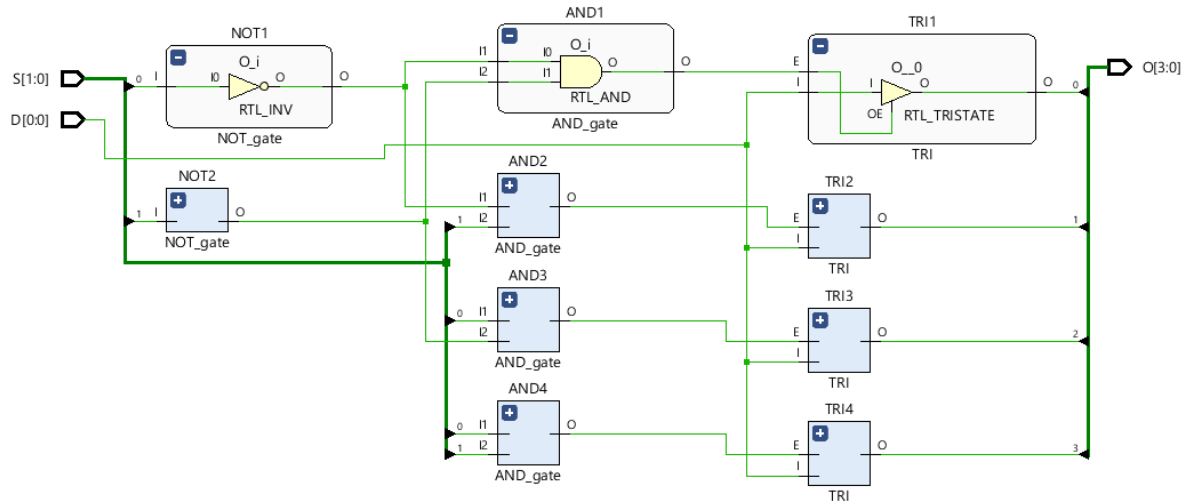 NOT1
AND1
TRI1
S[1:0]
D[0:0]
0
I
I0
O_i
O
O
RTL_INV
NOT_gate
I1
I2
I0
I1
O_i
O
O
RTL_AND
AND_gate
E
I
I
O__0
O
O
OE
RTL_TRISTATE
TRI
0
O[3:0]
NOT2
1
I
O
NOT_gate
AND2
I1
1
I2
O
AND_gate
TRI2
E
I
O
1
TRI
AND3
0
I1
I2
O
AND_gate
TRI3
E
I
O
2
TRI
AND4
0
I1
1
I2
O
AND_gate
TRI4
E
I
O
3
TRI